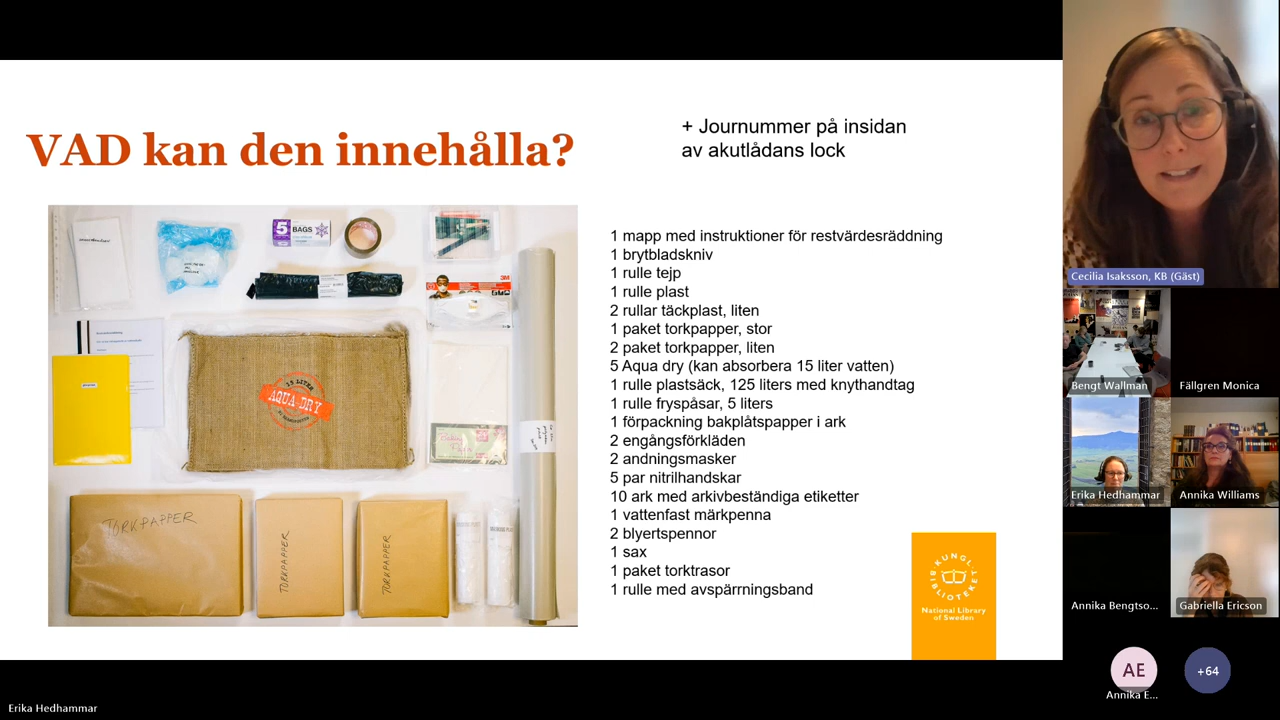 VAD kan den innehålla?
+ Journummer på insidan
av akutlådans lock
1 mapp med instruktioner för restvärdesräddning
1 brytbladskniv
1 rulle tejp
1 rulle plast
2 rullar täckplast, liten
1 paket torkpapper, stor
2 paket torkpapper, liten
5 Aqua dry (kan absorbera 15 liter vatten)
1 rulle plastsäck, 125 liters med knythandtag
1 rulle fryspåsar, 5 liters
1 förpackning bakplåtspapper i ark
2 engångsförkläden
2 andningsmasker
5 par nitrilhandskar
10 ark med arkivbeständiga etiketter
1 vattenfast märkpenna
2 blyertspennor
1 sax
1 paket torktrasor
1 rulle med avspärrningsband
5
BAGS
3M
15 LITER
AQUA-DRY
TORKPAPPER
TORKPAPPER
TORKPAPPER
KUNGL.
BIBLIOTEKET
National Library
of Sweden
Cecilia Isaksson, KB (Gäst)
Bengt Wallman
Fällgren Monica
Erika Hedhammar
Annika Williams
Annika Bengtso...
Gabriella Ericson
AE
+64
Annika E...
Erika Hedhammar